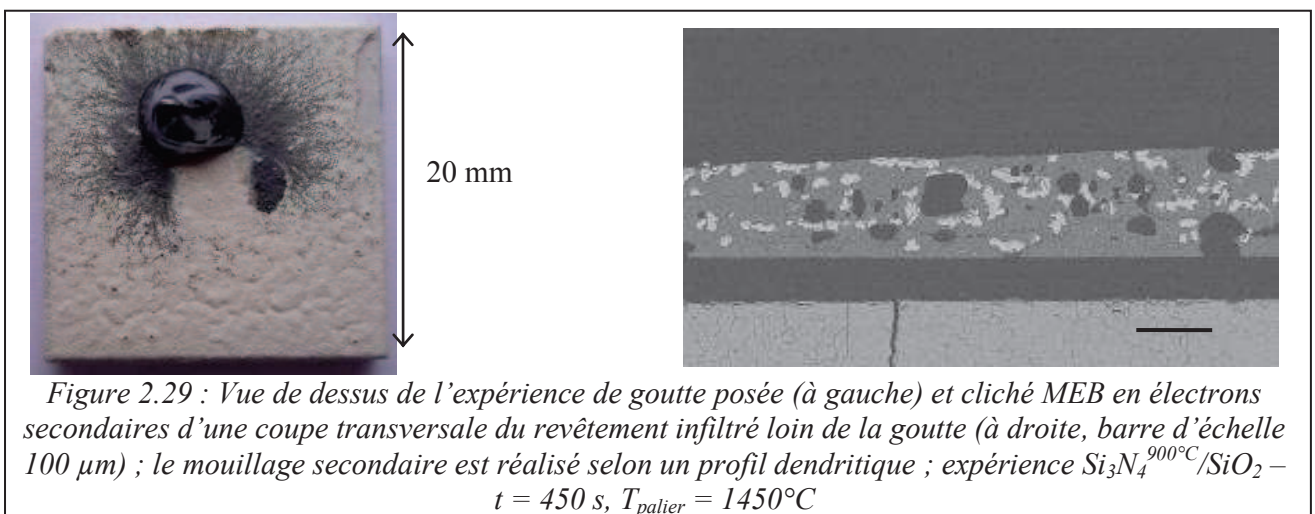 20 mm
Figure 2.29 : Vue de dessus de l’expérience de goutte posée (à gauche) et cliché MEB en électrons
secondaires d’une coupe transversale du revêtement infiltré loin de la goutte (à droite, barre d’échelle
100 µm) ; le mouillage secondaire est réalisé selon un profil dendritique ; expérience Si₃N₄⁹⁰⁰°ᶜ/SiO₂ –
t = 450 s, Tₚₐₗᵢₑᵣ = 1450°C